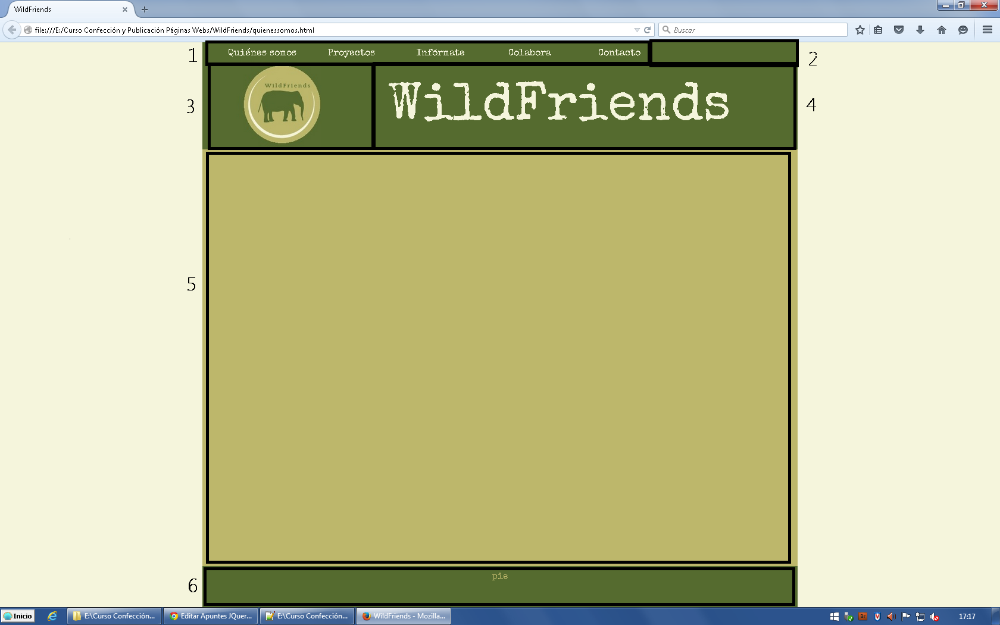 WildFriends
file:///E:/Curso Confección y Publicación Páginas Webs/WildFriends/quienessomos.html
Buscar
1
Quiénes somos Proyectos Infórmate Colabora Contacto
2
3
WildFriends
WildFriends
4
5
6
pie
Inicio
E:\Curso Confección...
Editar Apuntes JQuer...
E:\Curso Confección...
WildFriends - Mozilla...
Br
17:17